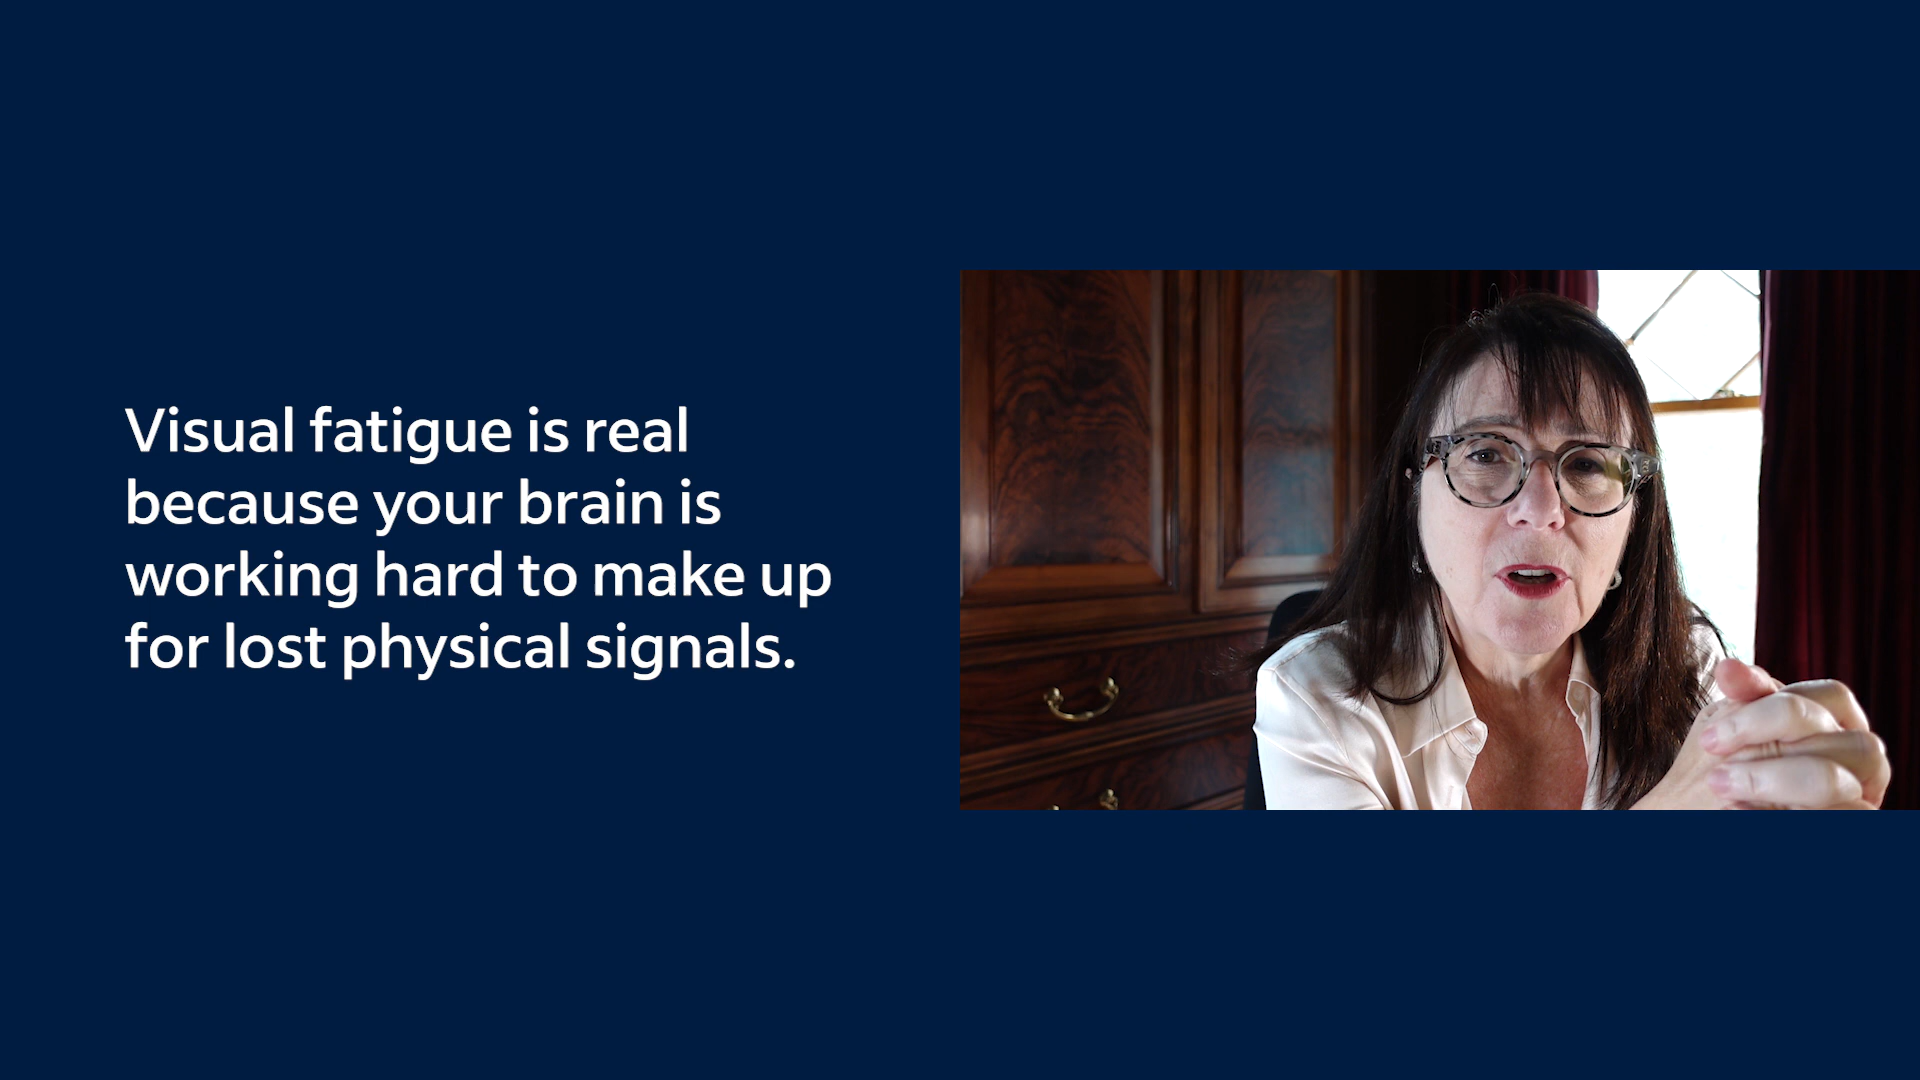 Visual fatigue is real
because your brain is
working hard to make up
for lost physical signals.